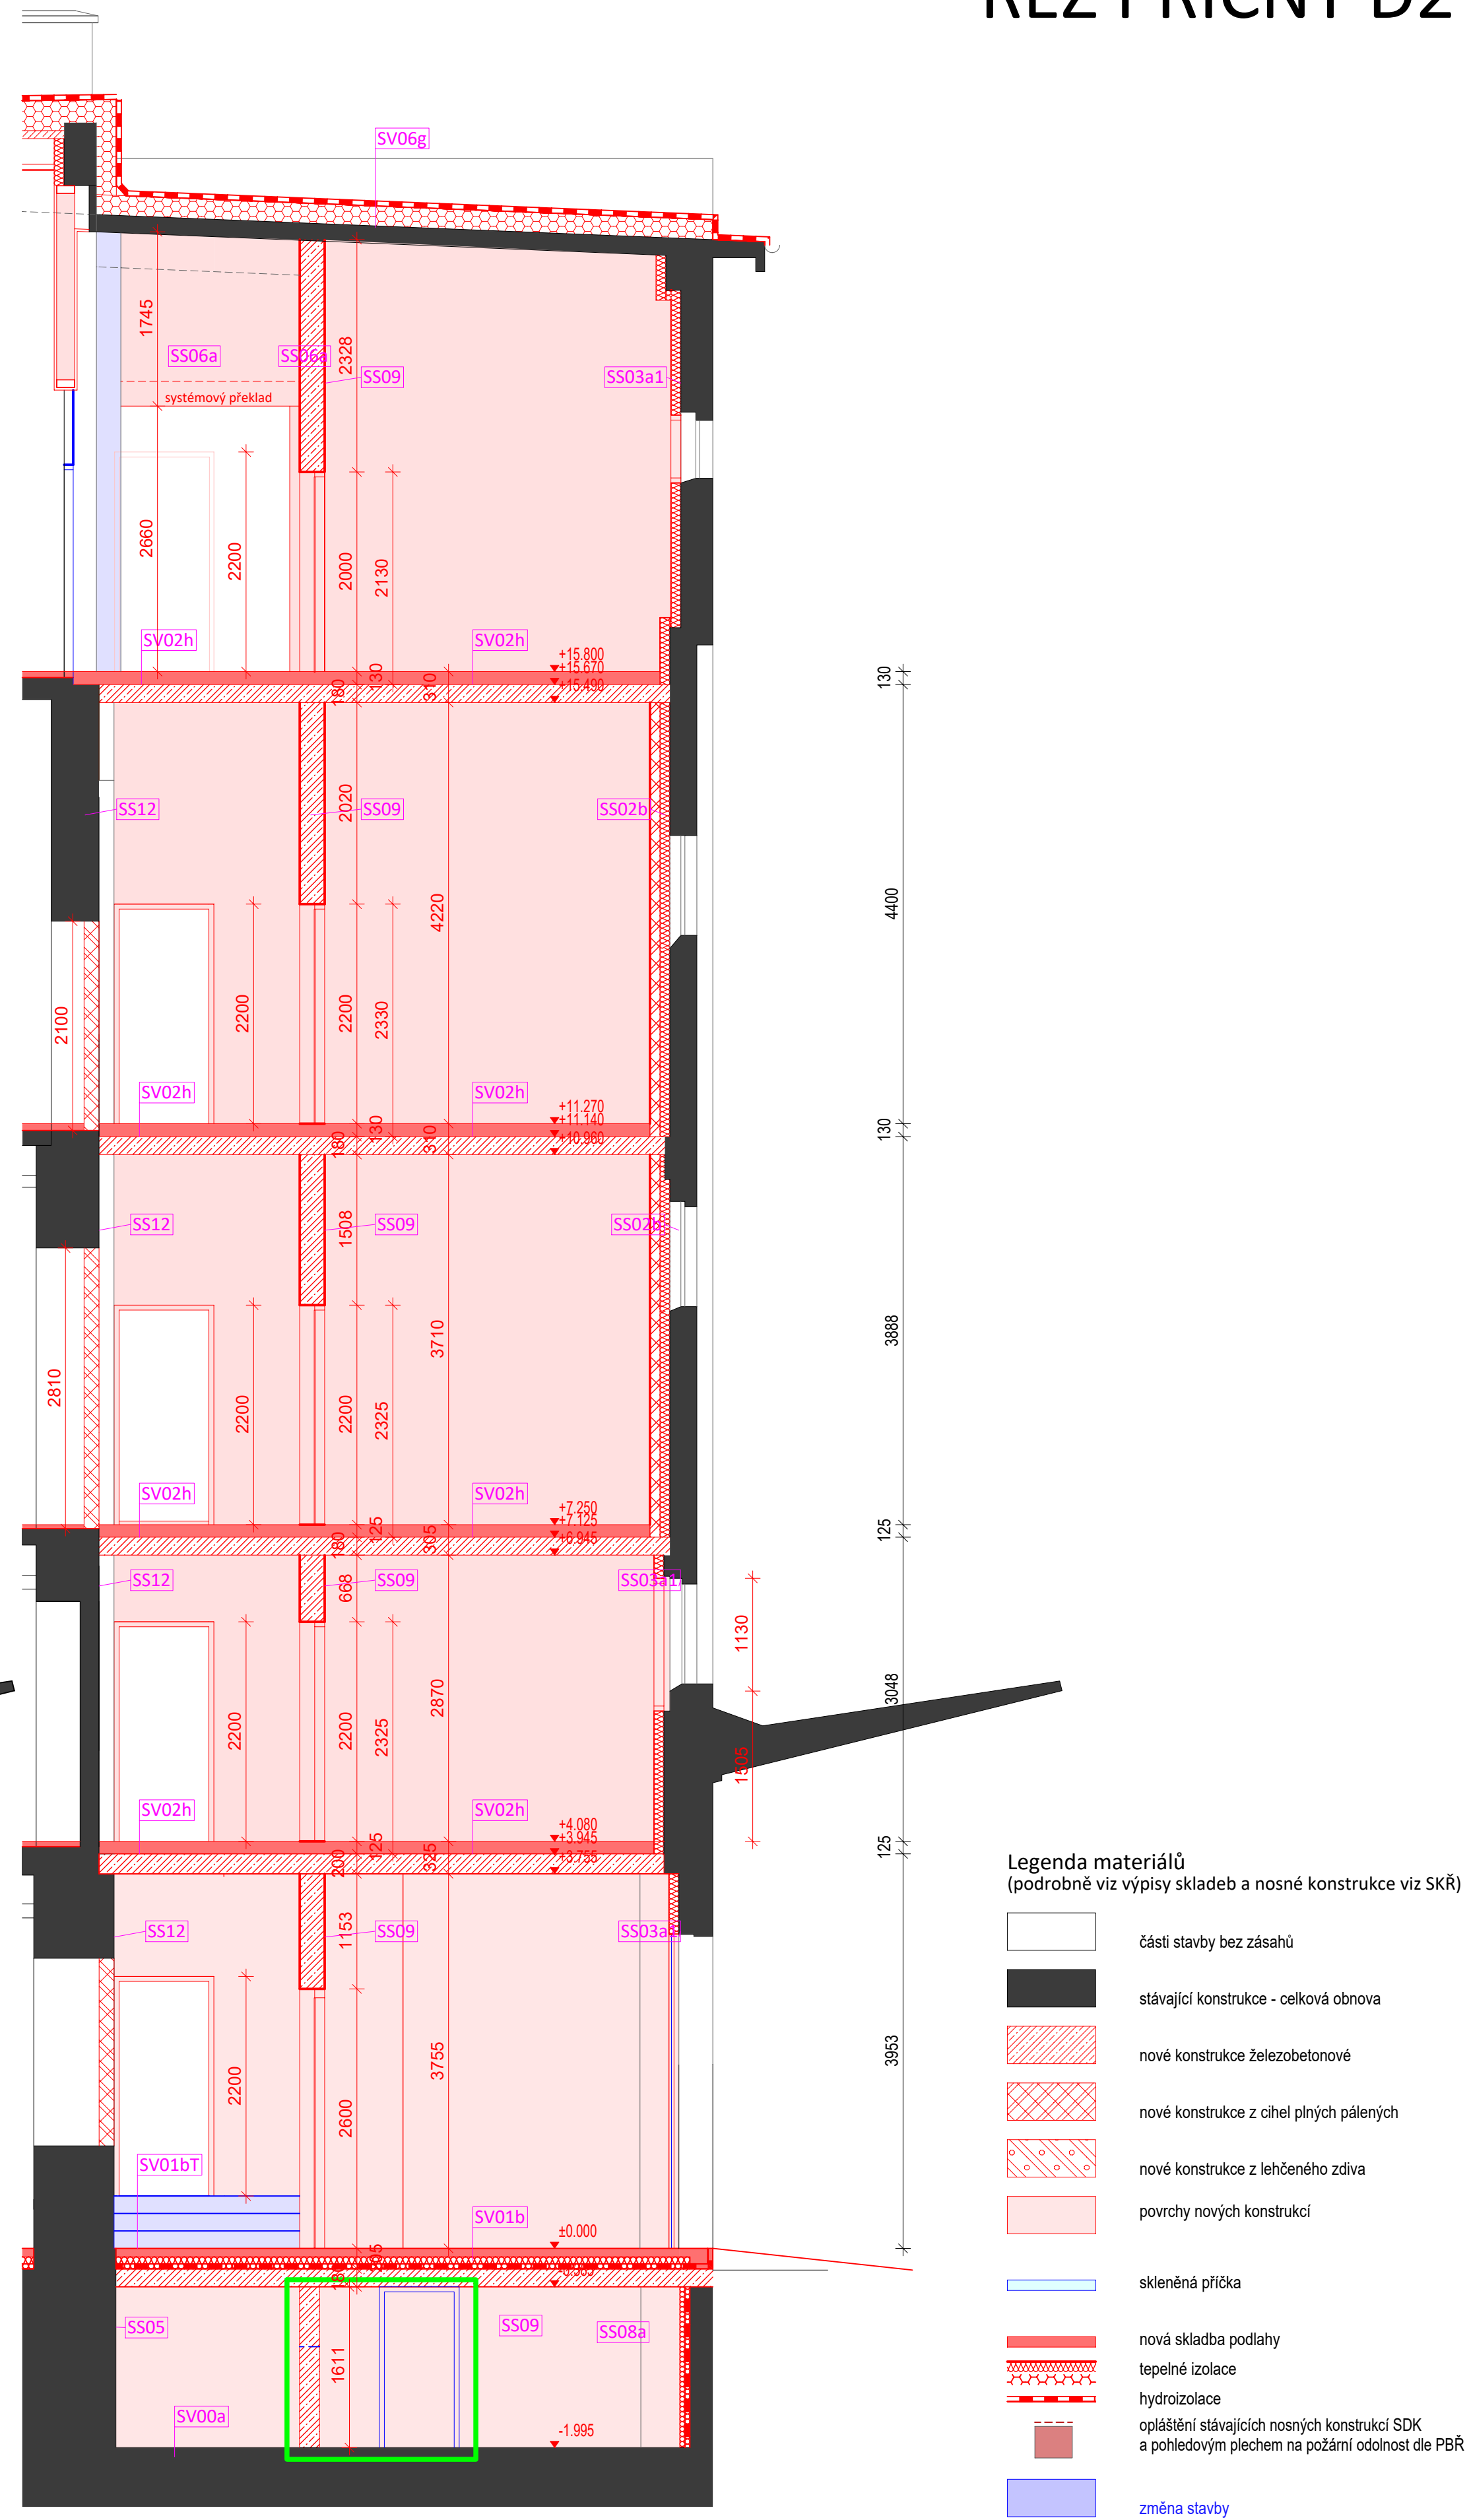 ŘEZ PŘÍČNÝ D2
SV06g
1745
2328
SS06a
SS06a
SS09
SS03a1
systémový překlad
2660
2200
2000
2130
SV02h
SV02h
+15.800
+15.670
+15.490
130
180
310
130
2020
SS12
SS09
SS02b
4220
4400
2100
2200
2200
2330
SV02h
SV02h
+11.270
+11.140
+10.960
130
180
310
130
1508
SS12
SS09
SS02b
3710
3888
2810
2200
2200
2325
SV02h
SV02h
+7.250
+7.125
+6.945
125
180
305
125
668
SS12
SS09
SS03a1
1130
2870
3048
2200
2200
2325
1505
SV02h
SV02h
+4.080
+3.945
+3.755
125
200
325
125
1153
SS12
SS09
3755
3953
2200
2600
SV01bT
SV01b
±0.000
180
SS05
SS09
SS08a
1611
SV00a
-1.995
Legenda materiálů
(podrobně viz výpisy skladeb a nosné konstrukce viz SKŘ)
části stavby bez zásahů
stávající konstrukce - celková obnova
nové konstrukce železobetonové
nové konstrukce z cihel plných pálených
nové konstrukce z lehčeného zdiva
povrchy nových konstrukcí
skleněná příčka
nová skladba podlahy
tepelné izolace
hydroizolace
opláštění stávajících nosných konstrukcí SDK
a pohledovým plechem na požární odolnost dle PBŘ
změna stavby